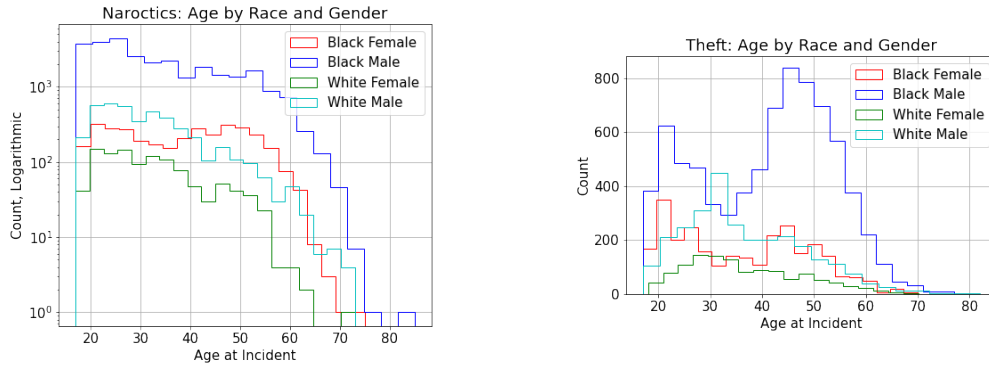 Naroctics: Age by Race and Gender
Black Female
Black Male
White Female
White Male
Count, Logarithmic
10³
10²
10¹
10⁰
20 30 40 50 60 70 80
Age at Incident
Theft: Age by Race and Gender
Black Female
Black Male
White Female
White Male
Count
800
600
400
200
0
20 30 40 50 60 70 80
Age at Incident